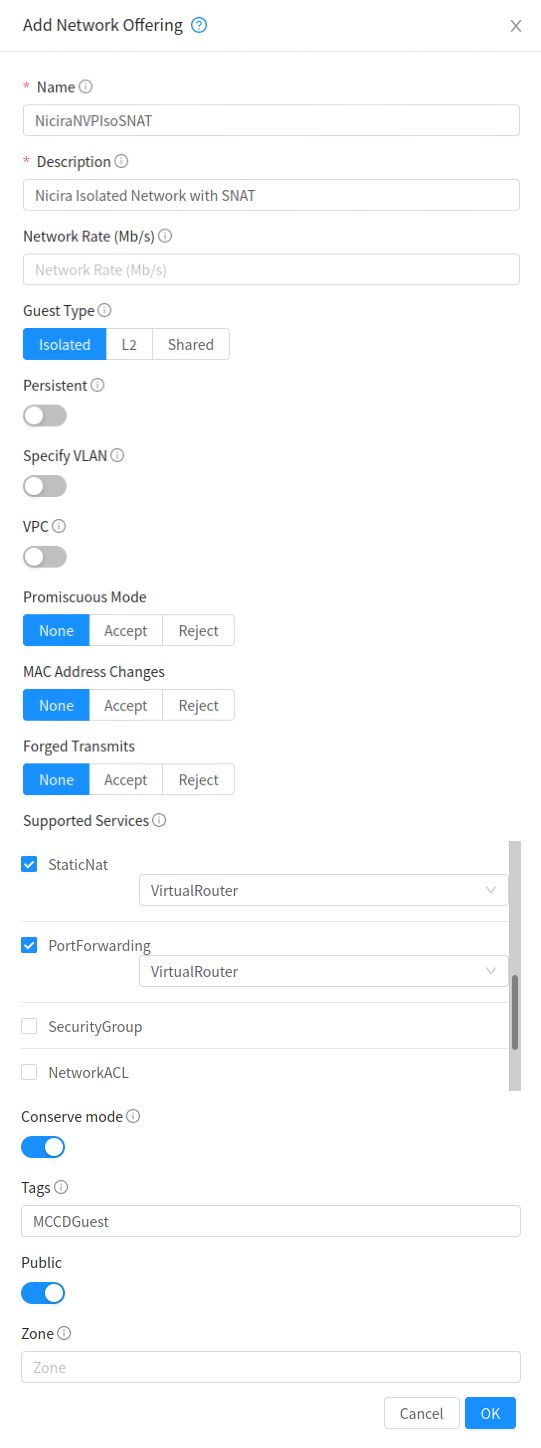 Add Network Offering
* Name
NiciraNVPIsoSNAT
* Description
Nicira Isolated Network with SNAT
Network Rate (Mb/s)
Network Rate (Mb/s)
Guest Type
Isolated L2 Shared
Persistent
Specify VLAN
VPC
Promiscuous Mode
None Accept Reject
MAC Address Changes
None Accept Reject
Forged Transmits
None Accept Reject
Supported Services
StaticNat
VirtualRouter
PortForwarding
VirtualRouter
SecurityGroup
NetworkACL
Conserve mode
Tags
MCCDGuest
Public
Zone
Zone
Cancel OK